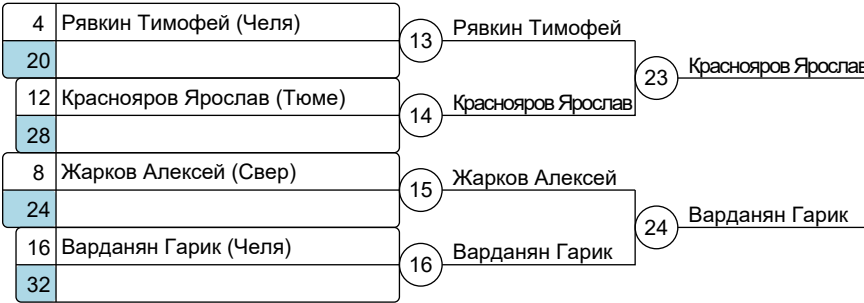 4 Рявкин Тимофей (Челя)
20
12 Краснояров Ярослав (Тюме)
28
8 Жарков Алексей (Свер)
24
16 Варданян Гарик (Челя)
32
13 Рявкин Тимофей
14 Краснояров Ярослав
15 Жарков Алексей
16 Варданян Гарик
23 Краснояров Ярослав
24 Варданян Гарик